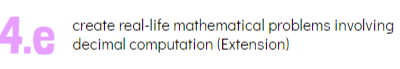 4.e create real-life mathematical problems involving
decimal computation (Extension)